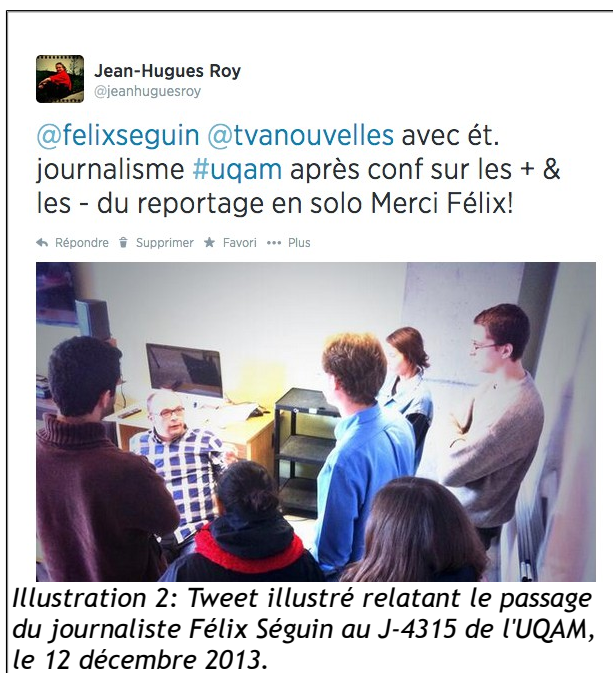 Jean-Hugues Roy
@jeanhuguesroy
@felixseguin @tvanouvelles avec ét.
journalisme #uqam après conf sur les + &
les - du reportage en solo Merci Félix!
Répondre Supprimer Favori Plus
Illustration 2: Tweet illustré relatant le passage
du journaliste Félix Séguin au J-4315 de l'UQAM,
le 12 décembre 2013.